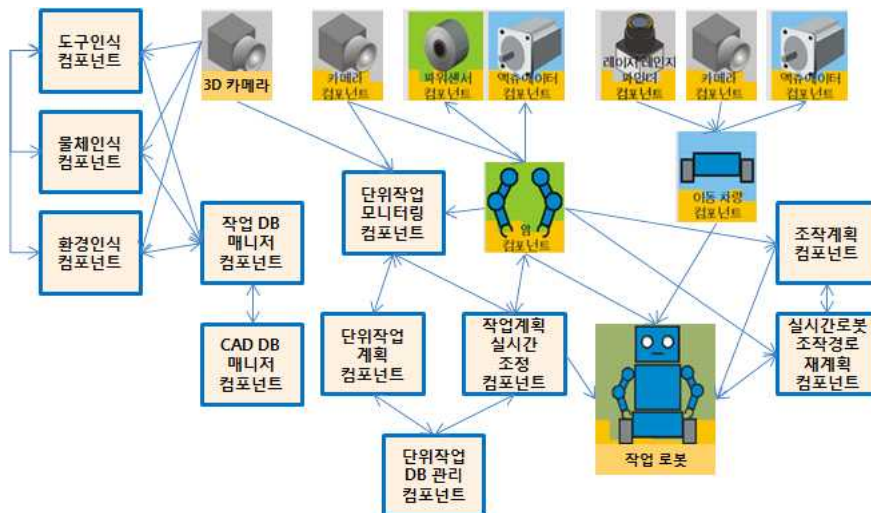 도구인식
컴포넌트
3D 카메라
카메라
컴포넌트
파워센서
컴포넌트
액츄에이터
컴포넌트
레이저 레인지
파인더
컴포넌트
카메라
컴포넌트
액츄에이터
컴포넌트
물체인식
컴포넌트
환경인식
컴포넌트
작업 DB
매니저
컴포넌트
단위작업
모니터링
컴포넌트
암
컴포넌트
이동 차량
컴포넌트
조작계획
컴포넌트
CAD DB
매니저
컴포넌트
단위작업
계획
컴포넌트
작업계획
실시간
조정
컴포넌트
작업 로봇
실시간로봇
조작경로
재계획
컴포넌트
단위작업
DB 관리
컴포넌트